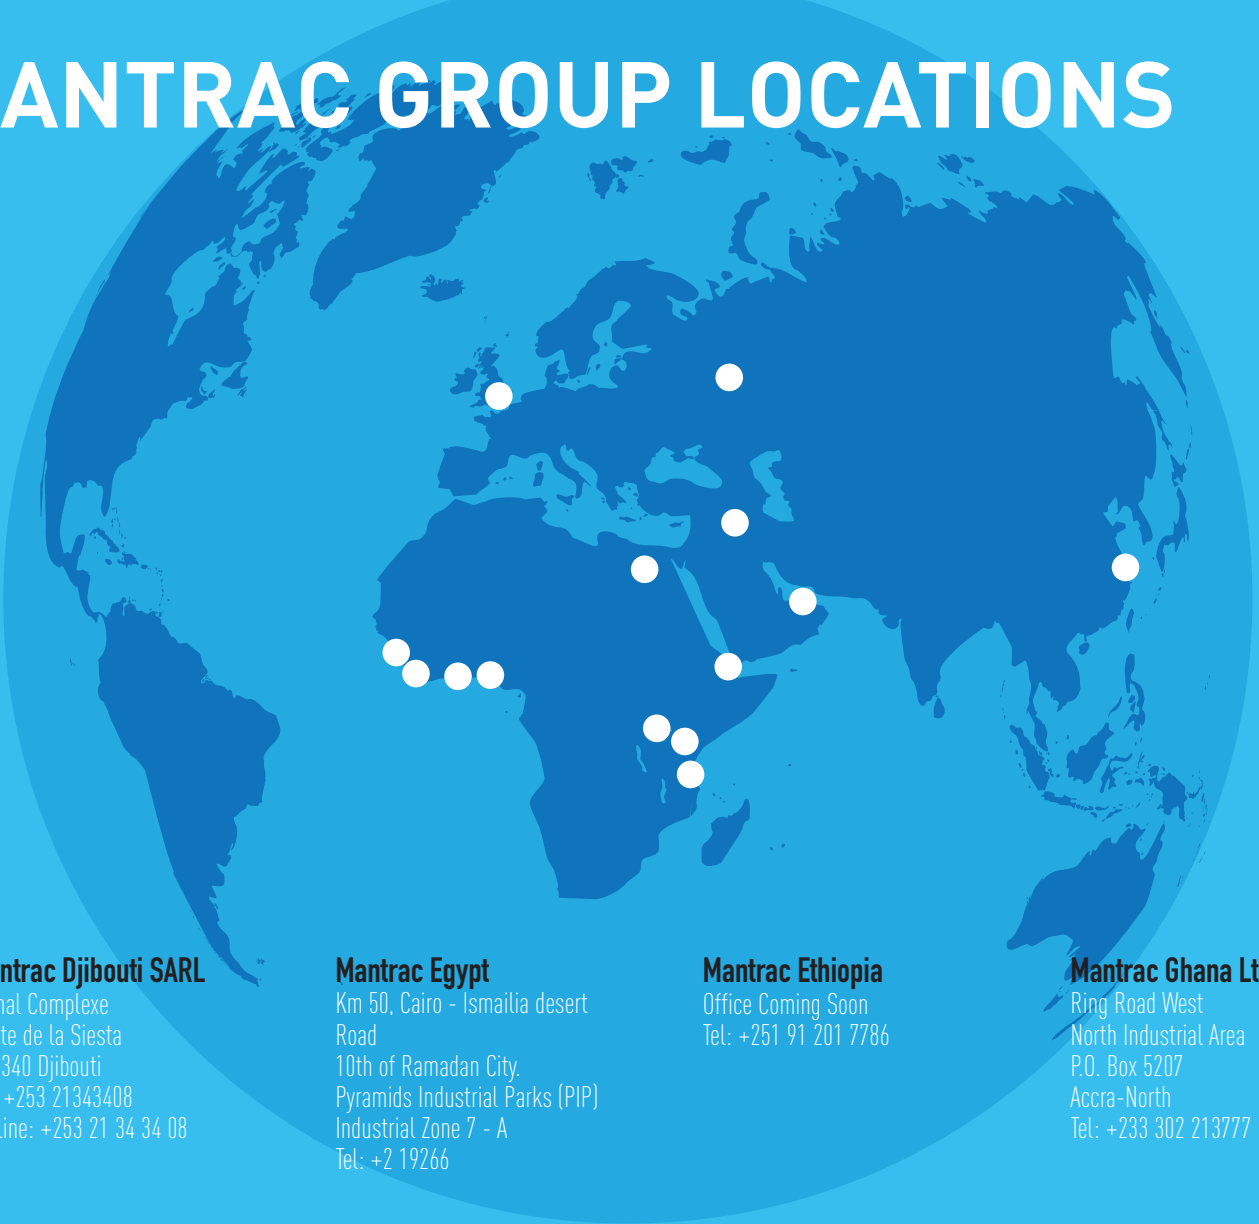 ANTRAC GROUP LOCATIONS
ntrac Djibouti SARL
nal Complexe
te de la Siesta
340 Djibouti
+253 21343408
line: +253 21 34 34 08
Mantrac Egypt
Km 50, Cairo - Ismailia desert
Road
10th of Ramadan City.
Pyramids Industrial Parks (PIP)
Industrial Zone 7 - A
Tel: +2 19266
Mantrac Ethiopia
Office Coming Soon
Tel: +251 91 201 7786
Mantrac Ghana Lt
Ring Road West
North Industrial Area
P.O. Box 5207
Accra-North
Tel: +233 302 213777